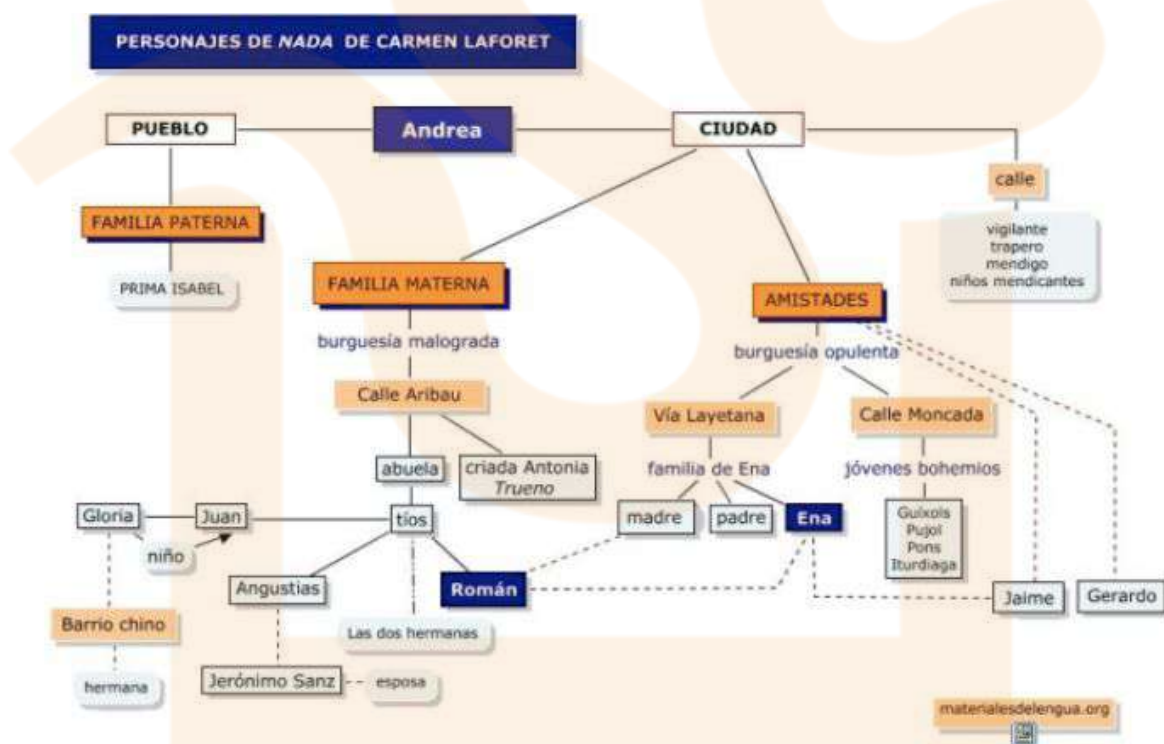 PERSONAJES DE NADA DE CARMEN LAFORET
PUEBLO
Andrea
CIUDAD
calle
vigilante
trapero
mendigo
niños mendicantes
FAMILIA PATERNA
PRIMA ISABEL
FAMILIA MATERNA
AMISTADES
burguesía malograda
burguesía opulenta
Calle Aribau
Vía Layetana
Calle Moncada
abuela
criada Antonia
Trueno
familia de Ena
jóvenes bohemios
Gloria
Juan
tíos
niño
madre
padre
Ena
Guixols
Pujol
Pons
Iturdiaga
Angustias
Román
Jaime
Gerardo
Barrio chino
Las dos hermanas
hermana
Jerónimo Sanz
esposa
materialesdelengua.org